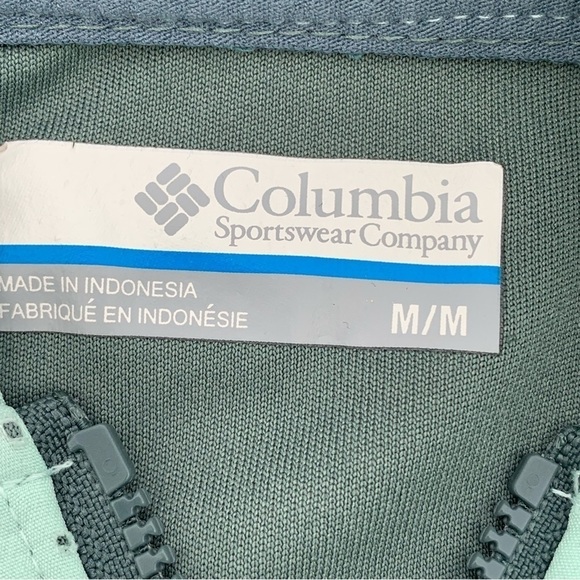 Columbia
Sportswear Company
MADE IN INDONESIA
FABRIQUÉ EN INDONÉSIE
M/M